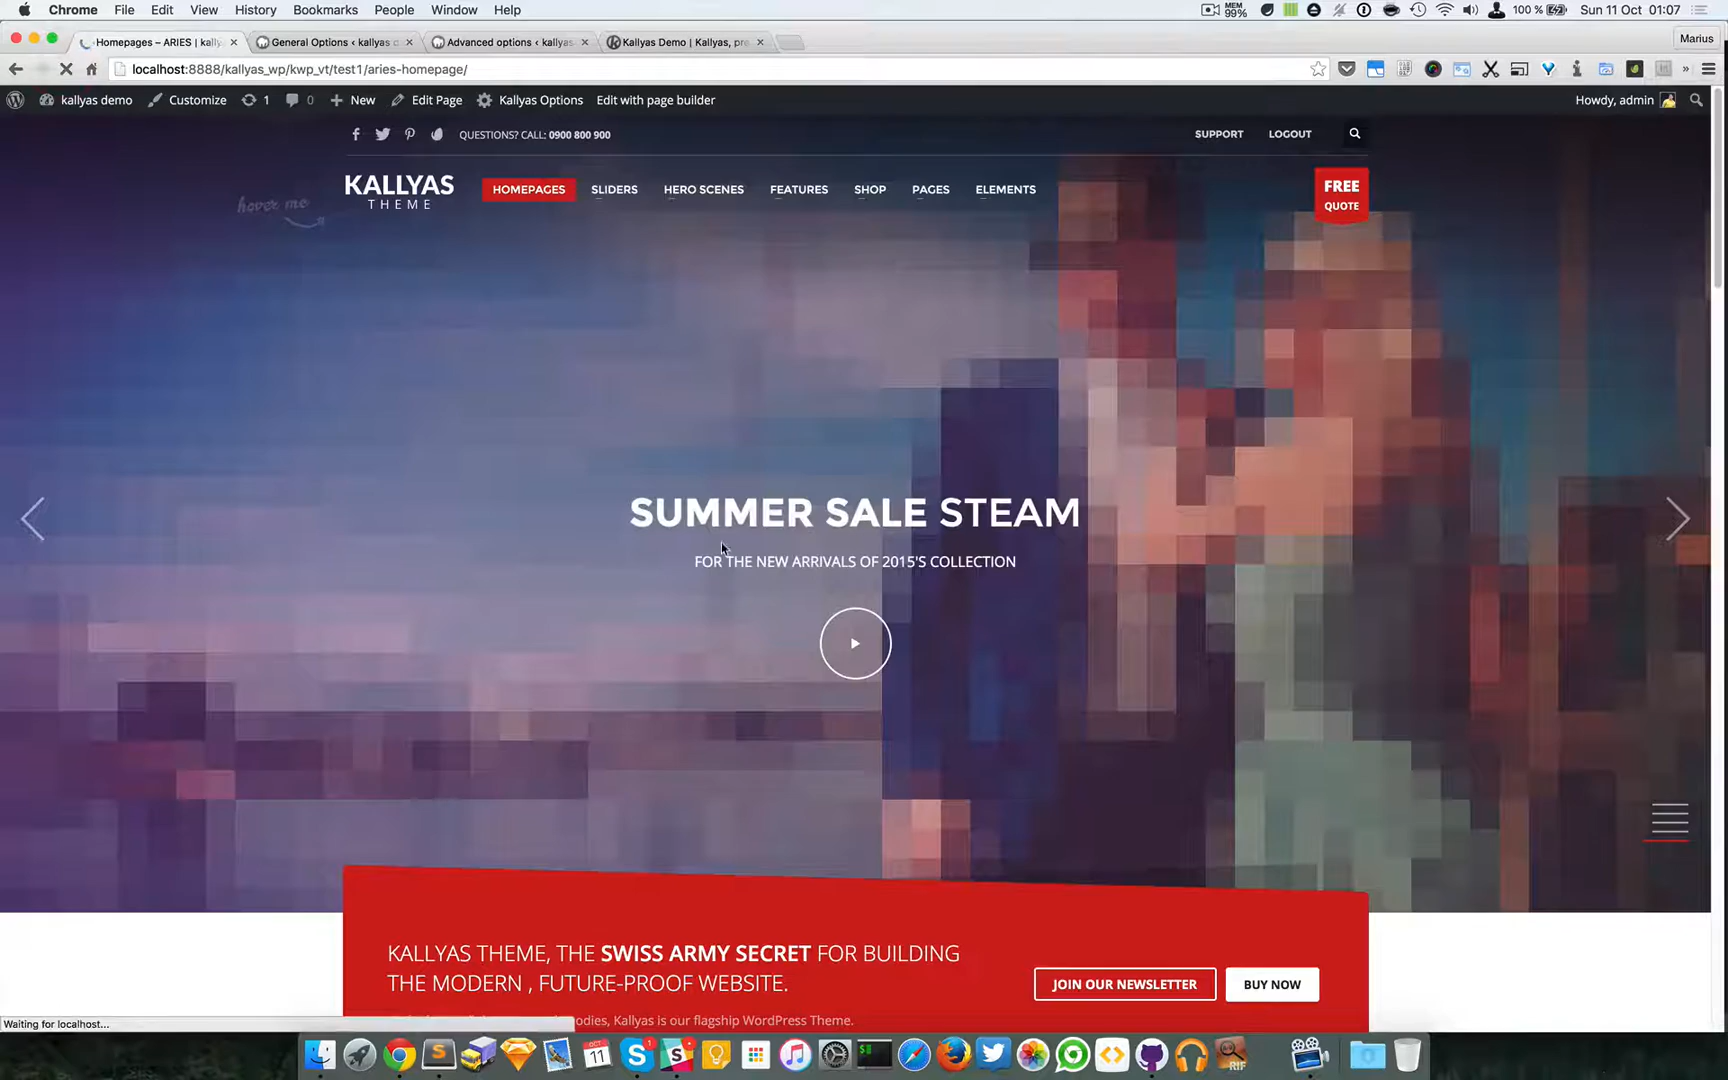 Chrome File Edit View History Bookmarks People Window Help MEM 99% 100 % Sun 11 Oct 01:07
Homepages – ARIES | kally General Options ‹ kallyas Advanced options ‹ kallyas Kallyas Demo | Kallyas, pre Marius
localhost:8888/kallyas_wp/kwp_vt/test1/aries-homepage/
kallyas demo Customize 1 0 New Edit Page Kallyas Options Edit with page builder Howdy, admin
QUESTIONS? CALL: 0900 800 900 SUPPORT LOGOUT
KALLYAS
THEME
hover me
HOMEPAGES SLIDERS HERO SCENES FEATURES SHOP PAGES ELEMENTS
FREE
QUOTE
SUMMER SALE STEAM
FOR THE NEW ARRIVALS OF 2015'S COLLECTION
KALLYAS THEME, THE SWISS ARMY SECRET FOR BUILDING
THE MODERN , FUTURE-PROOF WEBSITE.
JOIN OUR NEWSLETTER BUY NOW
odies, Kallyas is our flagship WordPress Theme.
Waiting for localhost...
OCT
11
1
RIF